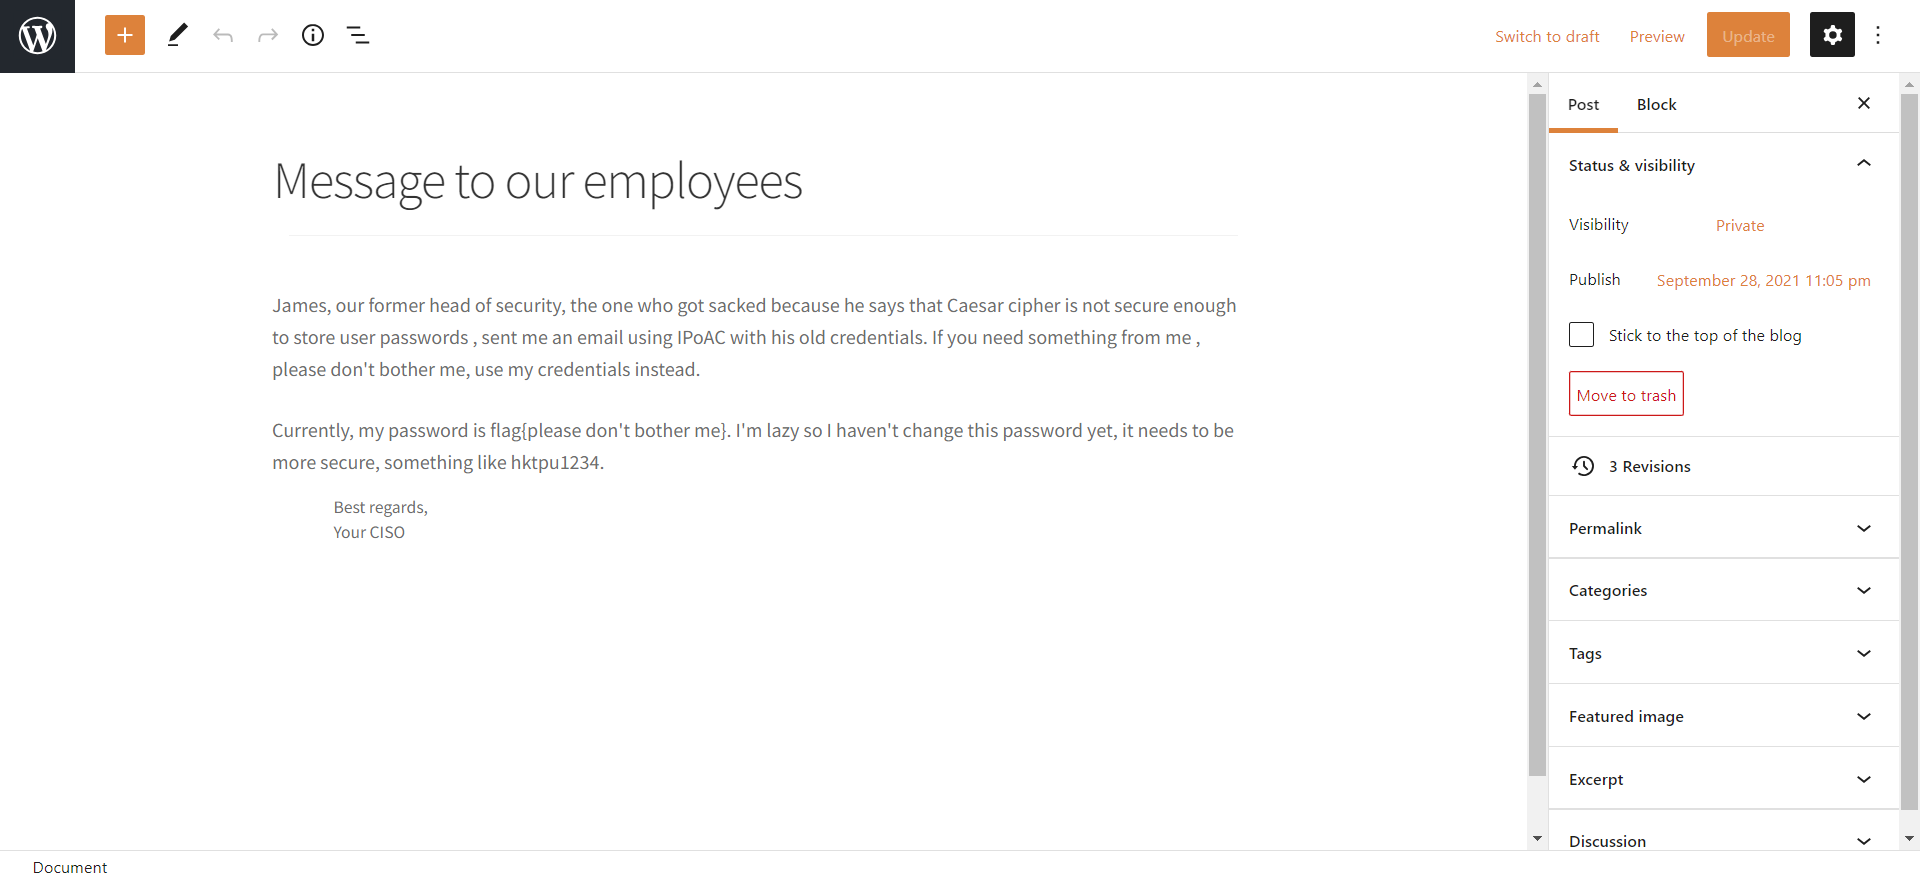 Switch to draft Preview Update
Post Block
Message to our employees
James, our former head of security, the one who got sacked because he says that Caesar cipher is not secure enough
to store user passwords , sent me an email using IPoAC with his old credentials. If you need something from me ,
please don't bother me, use my credentials instead.
Currently, my password is flag{please don't bother me}. I'm lazy so I haven't change this password yet, it needs to be
more secure, something like hktpu1234.
Best regards,
Your CISO
Status & visibility
Visibility Private
Publish September 28, 2021 11:05 pm
Stick to the top of the blog
Move to trash
3 Revisions
Permalink
Categories
Tags
Featured image
Excerpt
Discussion
Document